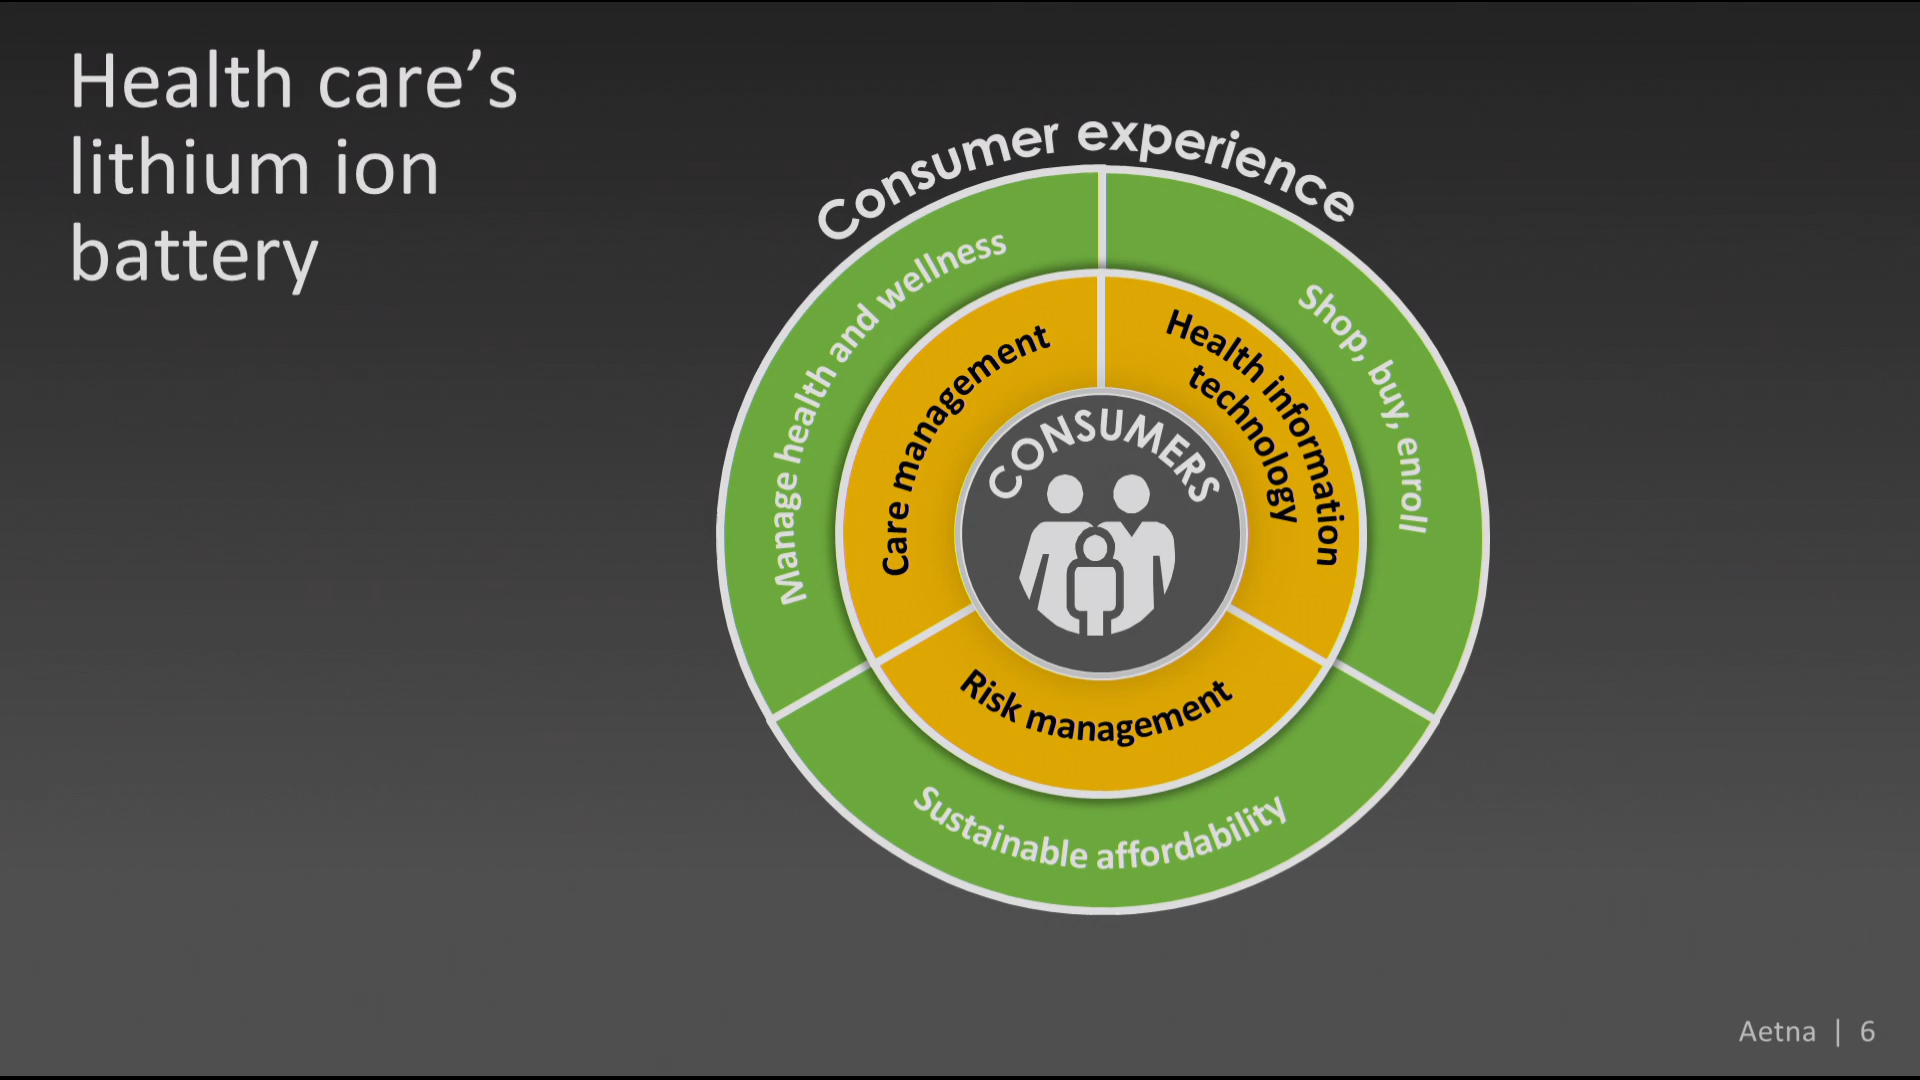 Health care’s
lithium ion
battery
Consumer experience
Manage health and wellness
Shop, buy, enroll
Care management
Health information
technology
CONSUMERS
Risk management
Sustainable affordability
Aetna | 6